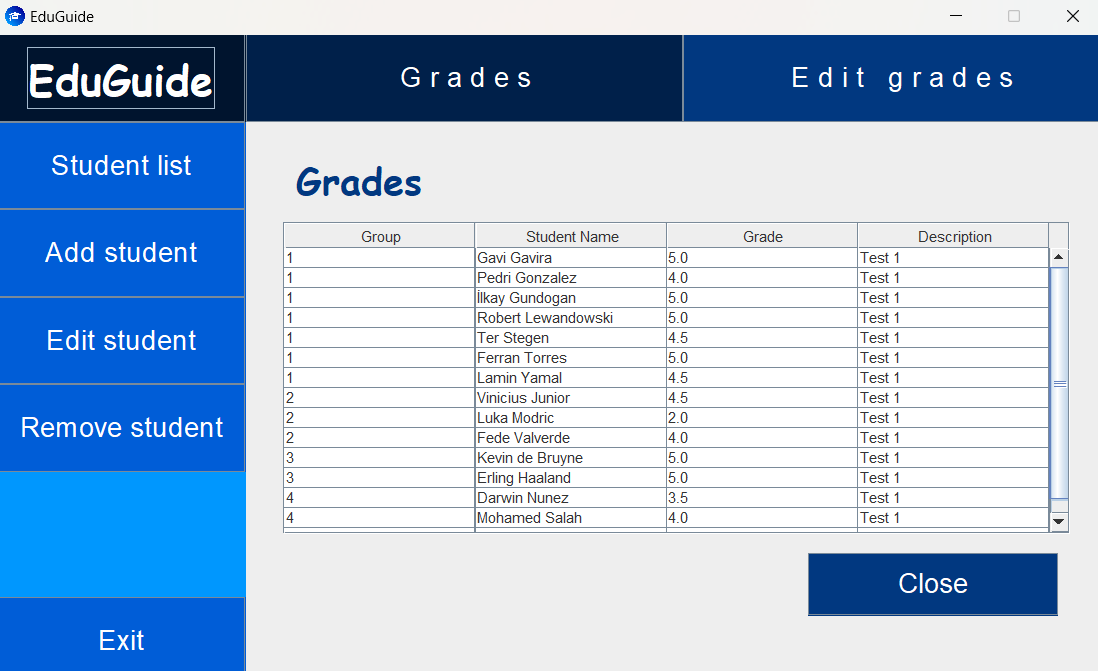 EduGuide
EduGuide
Grades
Edit grades
Student list
Add student
Edit student
Remove student
Exit
Grades
Group Student Name Grade Description
1 Gavi Gavira 5.0 Test 1
1 Pedri Gonzalez 4.0 Test 1
1 İlkay Gundogan 5.0 Test 1
1 Robert Lewandowski 5.0 Test 1
1 Ter Stegen 4.5 Test 1
1 Ferran Torres 5.0 Test 1
1 Lamin Yamal 4.5 Test 1
2 Vinicius Junior 4.5 Test 1
2 Luka Modric 2.0 Test 1
2 Fede Valverde 4.0 Test 1
3 Kevin de Bruyne 5.0 Test 1
3 Erling Haaland 5.0 Test 1
4 Darwin Nunez 3.5 Test 1
4 Mohamed Salah 4.0 Test 1
Close